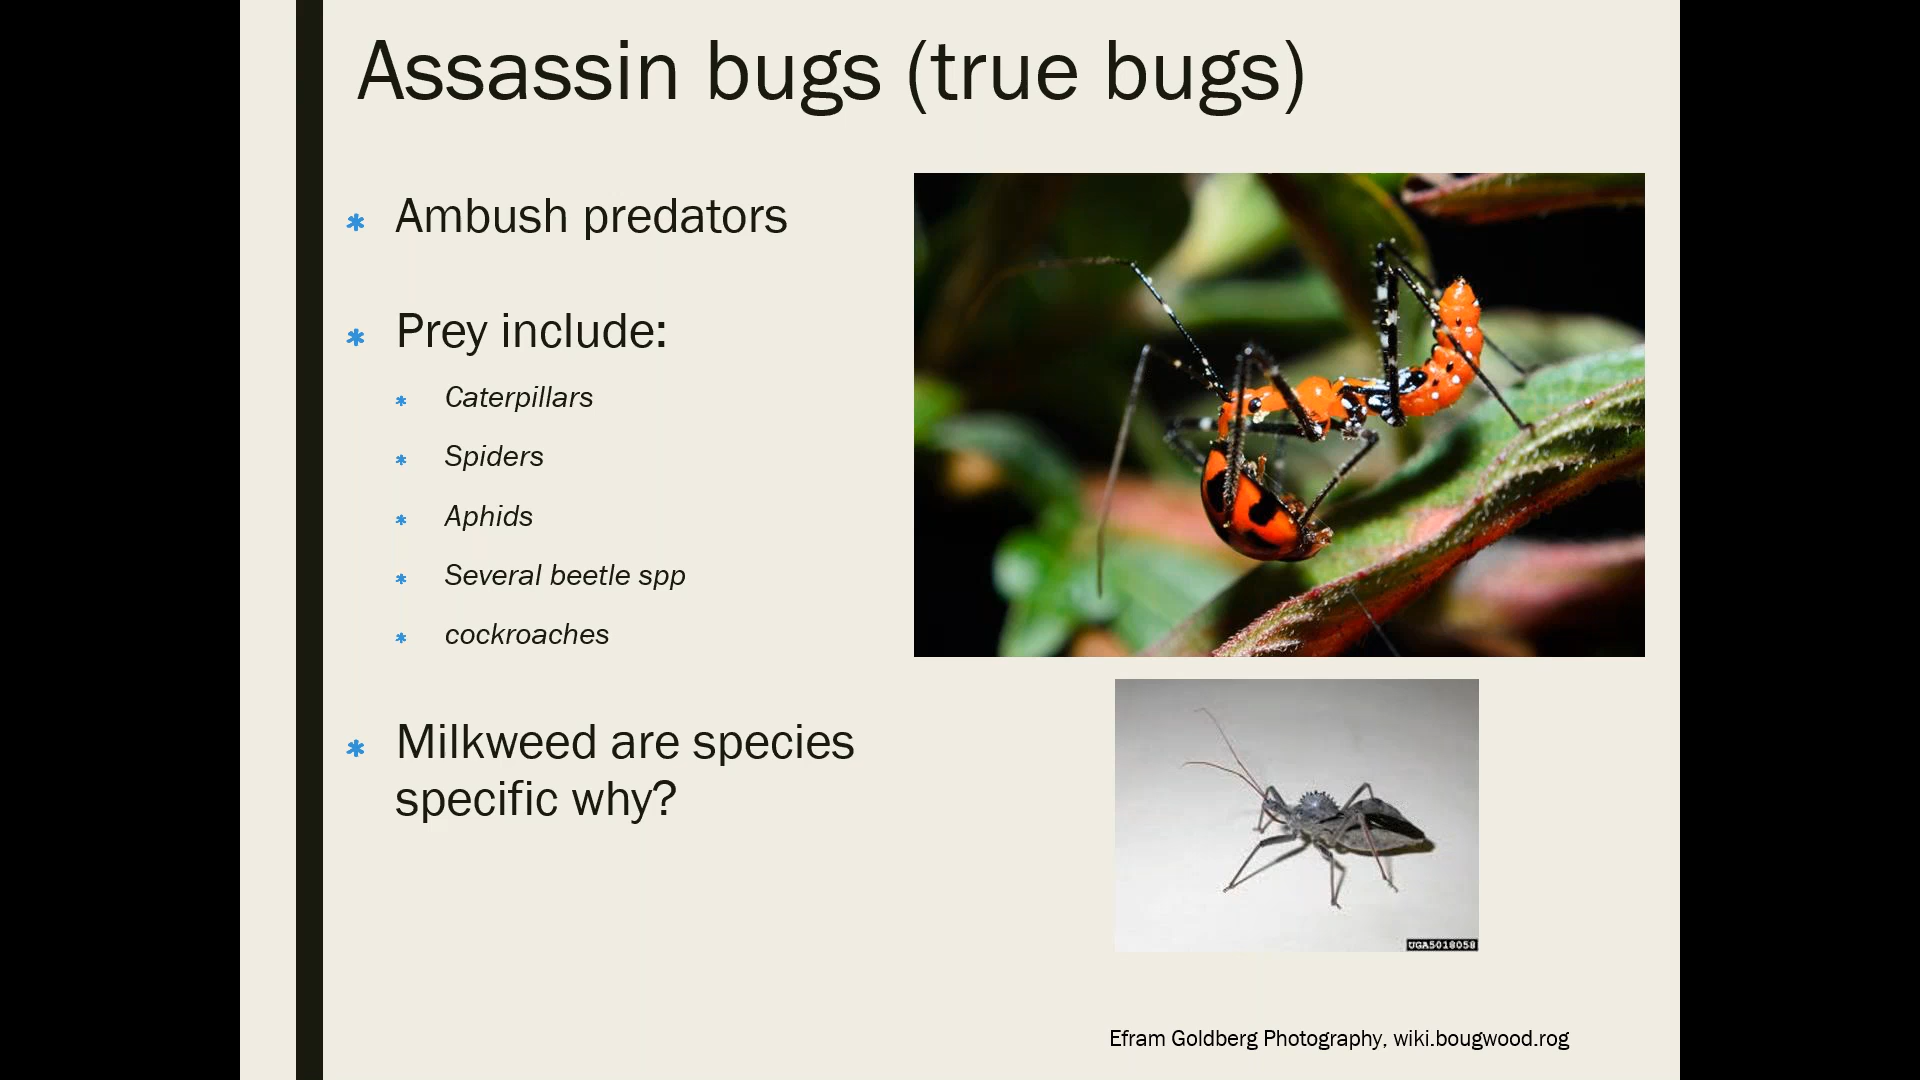 Assassin bugs (true bugs)
* Ambush predators
* Prey include:
* Caterpillars
* Spiders
* Aphids
* Several beetle spp
* cockroaches
* Milkweed are species
specific why?
UGA5018058
Efram Goldberg Photography, wiki.bougwood.rog